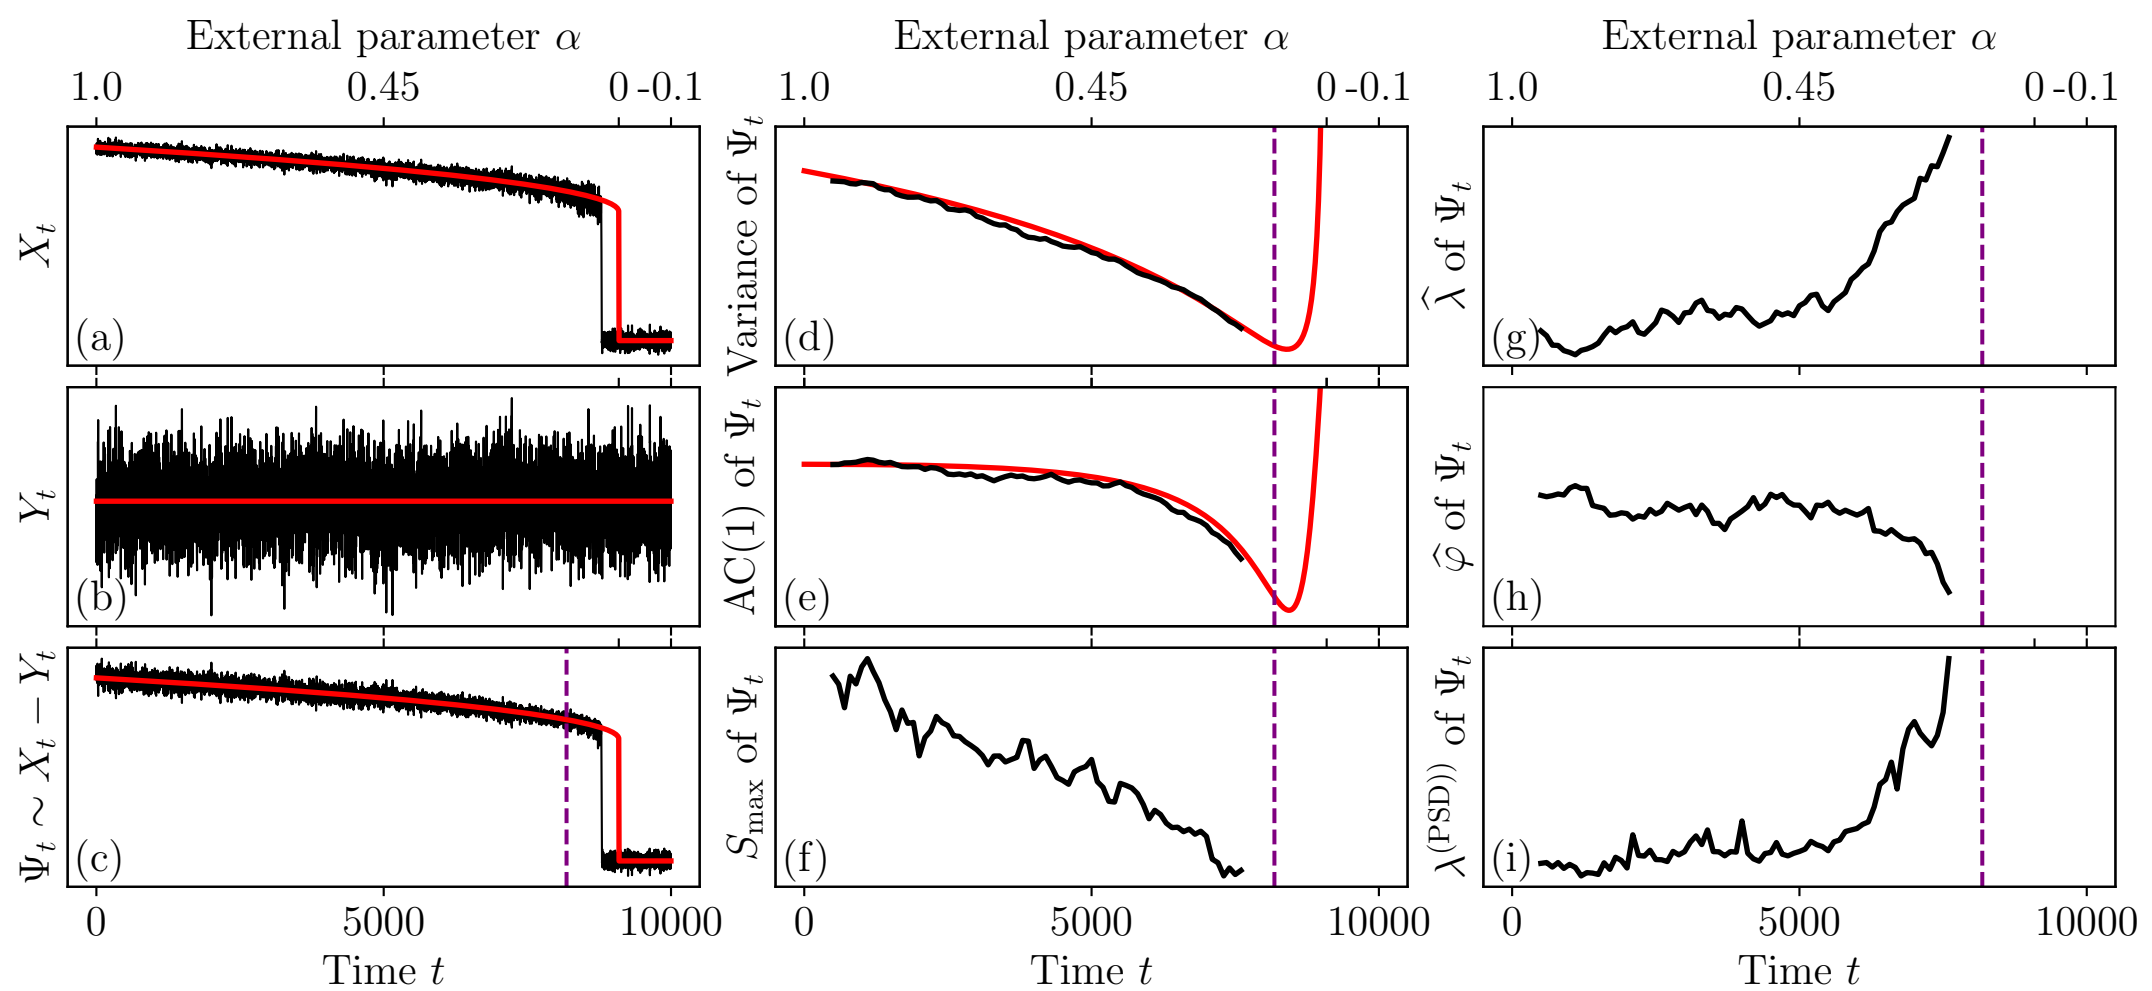 External parameter α External parameter α External parameter α
1.0 0.45 0 -0.1 1.0 0.45 0 -0.1 1.0 0.45 0 -0.1
X_t
(a)
Variance of Ψ_t
(d)
λ̂ of Ψ_t
(g)
Y_t
(b)
AC(1) of Ψ_t
(e)
φ̂ of Ψ_t
(h)
Ψ_t ∼ X_t − Y_t
(c)
S_max of Ψ_t
(f)
λ^(PSD)) of Ψ_t
(i)
0 5000 10000 0 5000 10000 0 5000 10000
Time t Time t Time t